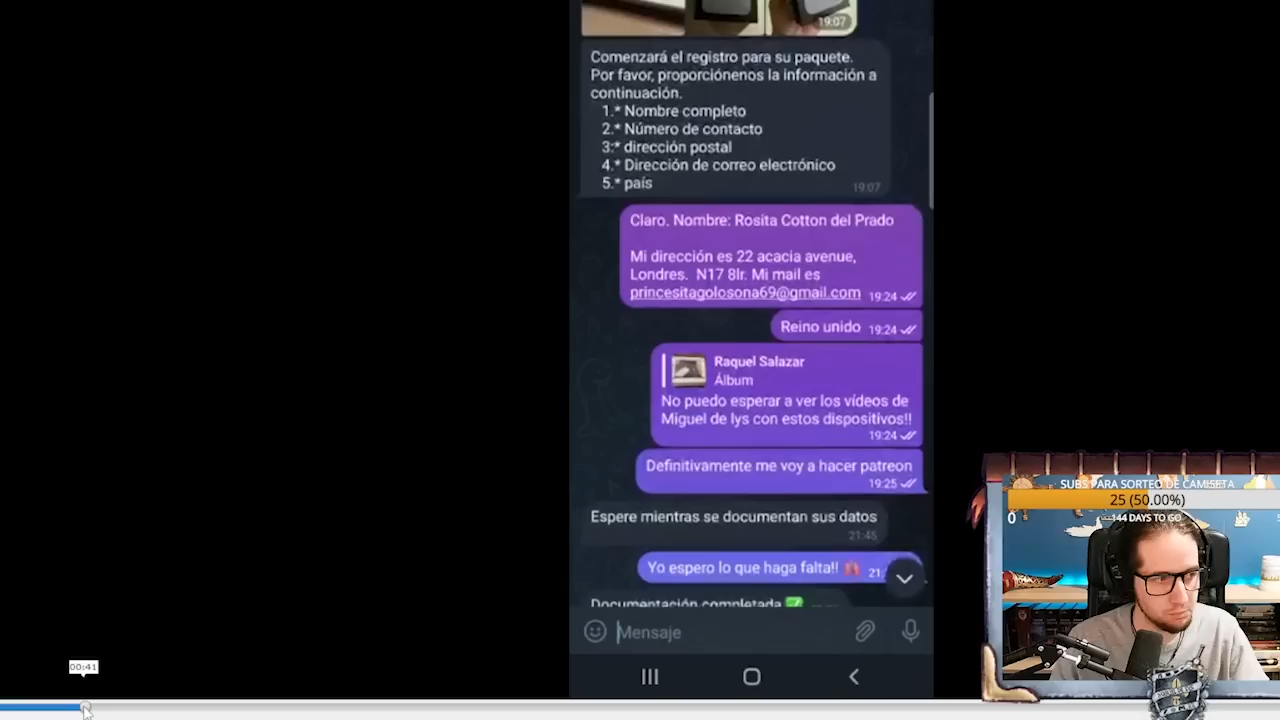 19:07
Comenzará el registro para su paquete.
Por favor, proporciónenos la información a
continuación.
1.* Nombre completo
2.* Número de contacto
3:* dirección postal
4.* Dirección de correo electrónico
5.* país
19:07
Claro. Nombre: Rosita Cotton del Prado
Mi dirección es 22 acacia avenue,
Londres. N17 8lr. Mi mail es
princesitagolosona69@gmail.com 19:24
Reino unido 19:24
Raquel Salazar
Álbum
No puedo esperar a ver los vídeos de
Miguel de lys con estos dispositivos!!
19:24
Definitivamente me voy a hacer patreon
19:25
Espere mientras se documentan sus datos
21:45
Yo espero lo que haga falta!! 21:
Documentación completada
Mensaje
SUBS PARA SORTEO DE CAMISETA
25 (50.00%)
0
144 DAYS TO GO
00:41